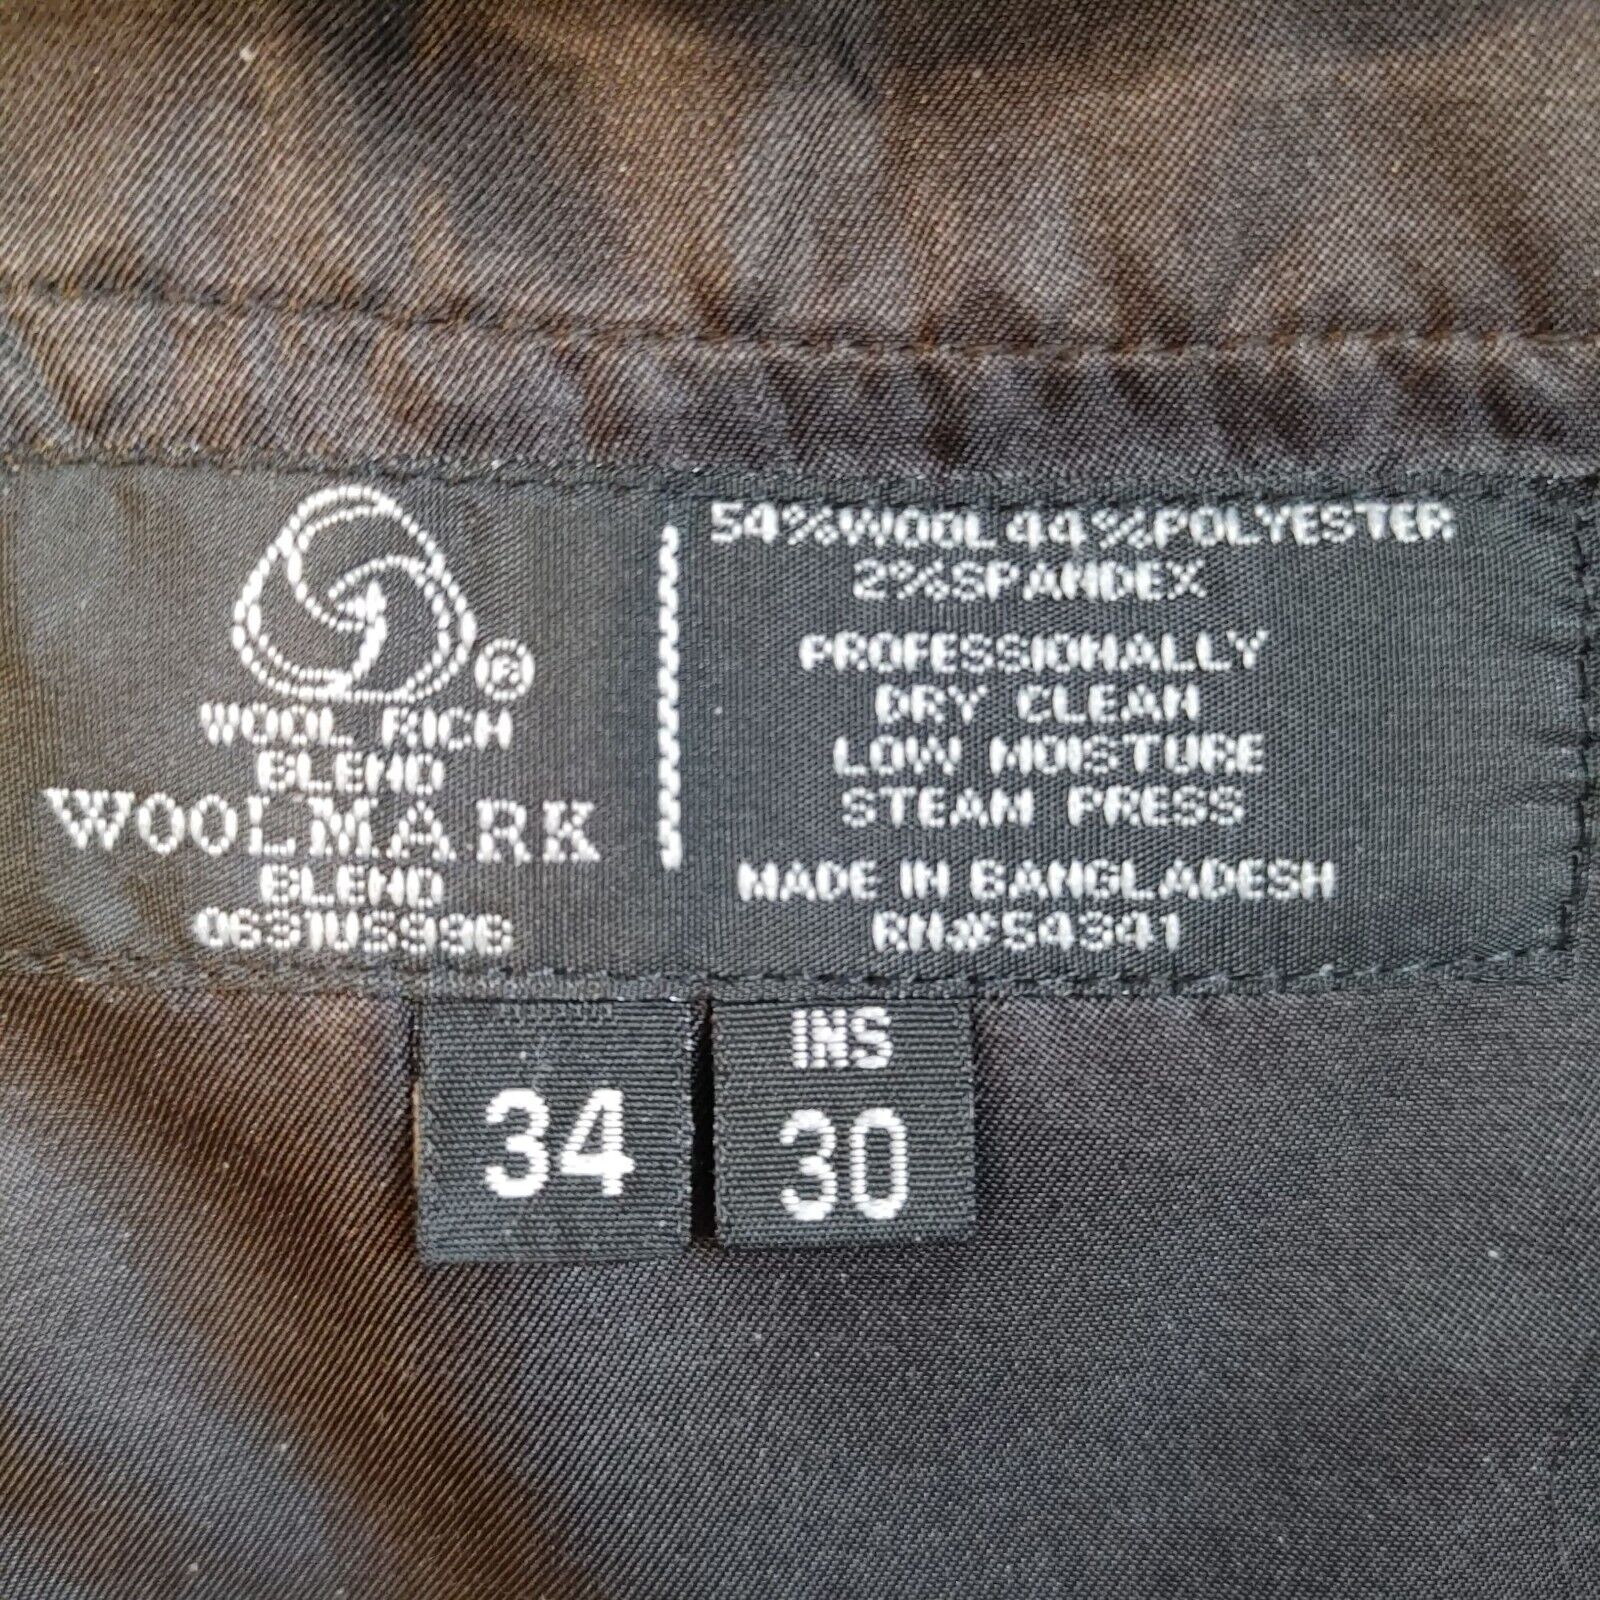 ®
WOOL RICH
BLEND
WOOLMARK
BLEND
54%WOOL 44%POLYESTER
2%SPANDEX
PROFESSIONALLY
DRY CLEAN
LOW MOISTURE
STEAM PRESS
MADE IN BANGLADESH
RN#54341
34
INS
30